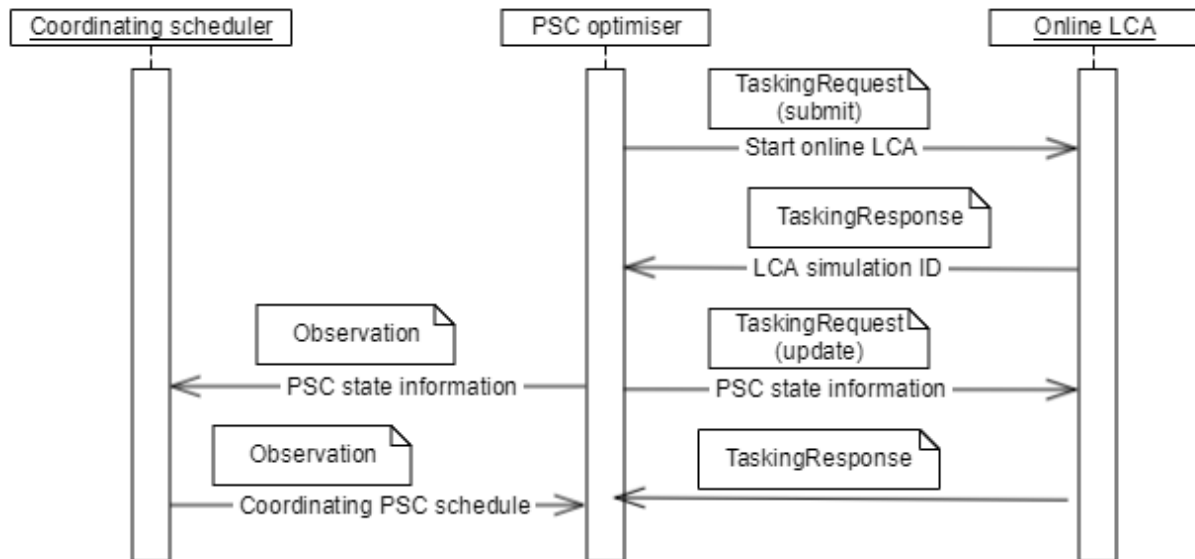 Coordinating scheduler
PSC optimiser
Online LCA
TaskingRequest
(submit)
Start online LCA
TaskingResponse
LCA simulation ID
Observation
TaskingRequest
(update)
PSC state information
PSC state information
Observation
TaskingResponse
Coordinating PSC schedule